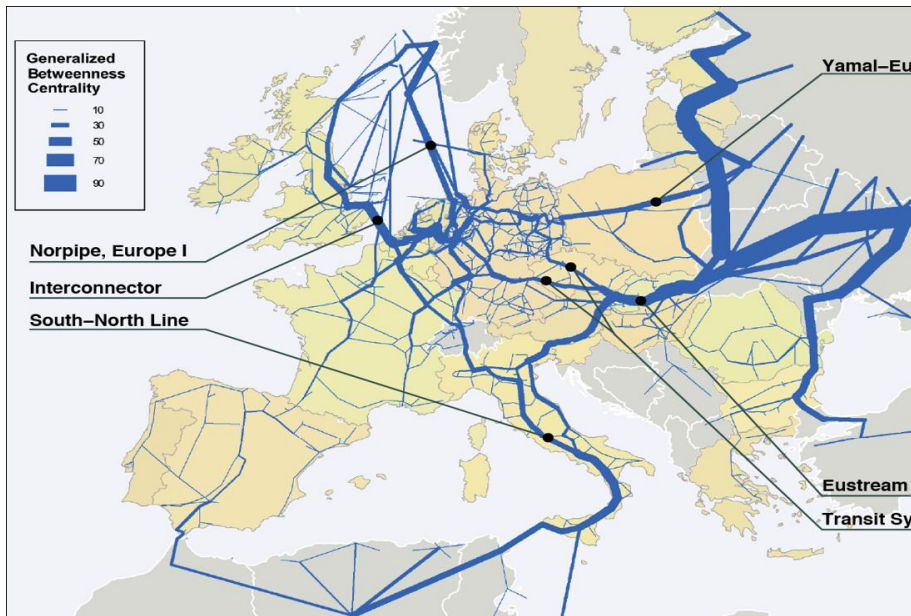 Generalized
Betweenness
Centrality
10
30
50
70
90
Yamal–Eu
Norpipe, Europe I
Interconnector
South–North Line
Eustream
Transit Sy